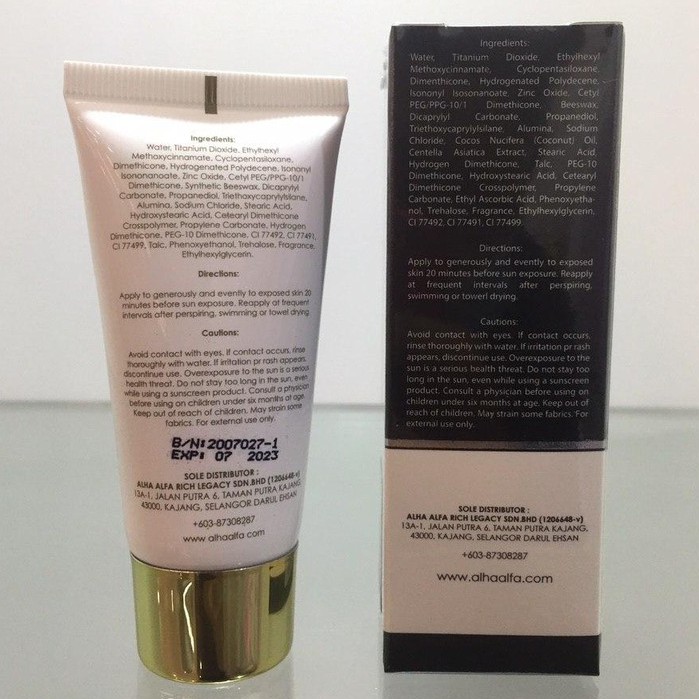 Ingredients:
Water, Titanium Dioxide, Ethylhexyl
Methoxycinnamate, Cyclopentasiloxane,
Dimethicone, Hydrogenated Polydecene, Isononyl
Isononanoate, Zinc Oxide, Cetyl PEG/PPG-10/1
Dimethicone, Synthetic Beeswax, Dicaprylyl
Carbonate, Propanediol, Triethoxycaprylylsilane,
Alumina, Sodium Chloride, Stearic Acid,
Hydroxystearic Acid, Cetearyl Dimethicone
Crosspolymer, Propylene Carbonate, Hydrogen
Dimethicone, PEG-10 Dimethicone, CI 77492, CI 77491,
CI 77499, Talc, Phenoxyethanol, Trehalose, Fragrance,
Ethylhexylglycerin.
Directions:
Apply to generously and evently to exposed skin 20
minutes before sun exposure. Reapply at frequent
intervals after perspiring, swimming or towel drying
Cautions:
Avoid contact with eyes. If contact occurs, rinse
thoroughly with water. If irritation pr rash appears,
discontinue use. Overexposure to the sun is a serious
health threat. Do not stay too long in the sun, even
while using a sunscreen product. Consult a physician
before using on children under six months at age.
Keep out of reach of children. May strain some
fabrics. For external use only.
B/N:2007027-1
EXP: 07 2023
SOLE DISTRIBUTOR :
ALHA ALFA RICH LEGACY SDN.BHD (1206648-v)
13A-1, JALAN PUTRA 6, TAMAN PUTRA KAJANG,
43000, KAJANG, SELANGOR DARUL EHSAN
+603-87308287
www.alhaalfa.com
Ingredients:
Water, Titanium Dioxide, Ethylhexyl
Methoxycinnamate, Cyclopentasiloxane,
Dimenthicone, Hydrogenated Polydecene,
Isononyl Isosonanoate, Zinc Oxide, Cetyl
PEG/PPG-10/1 Dimethicone, Beeswax,
Dicaprylyl Carbonate, Propanediol,
Triethoxycaprylylsilane, Alumina, Sodium
Chloride, Cocos Nucifera (Coconut) Oil,
Centella Asiatica Extract, Stearic Acid,
Hydrogen Dimethicone, Talc, PEG-10
Dimethicone, Hydroxystearic Acid, Cetearyl
Dimethicone Crosspolymer, Propylene
Carbonate, Ethyl Ascorbic Acid, Phenoxyetha-
nol, Trehalose, Fragrance, Ethylhexylglycerin,
CI 77492, CI 77491, CI 77499.
Directions:
Apply to generously and evently to exposed
skin 20 minutes before sun exposure. Reapply
at frequent intervals after perspiring,
swimming or towerl drying.
Cautions:
Avoid contact with eyes. If contact occurs,
rinse thoroughly with water. If irritation pr rash
appears, discontinue use. Overexposure to the
sun is a serious health threat. Do not stay too
long in the sun, even while using a sunscreen
product. Consult a physician before using on
children under six months at age. Keep out of
reach of children. May strain some fabrics. For
external use only.
SOLE DISTRIBUTOR :
ALHA ALFA RICH LEGACY SDN.BHD (1206648-v)
13A-1, JALAN PUTRA 6, TAMAN PUTRA KAJANG,
43000, KAJANG, SELANGOR DARUL EHSAN
+603-87308287
www.alhaalfa.com